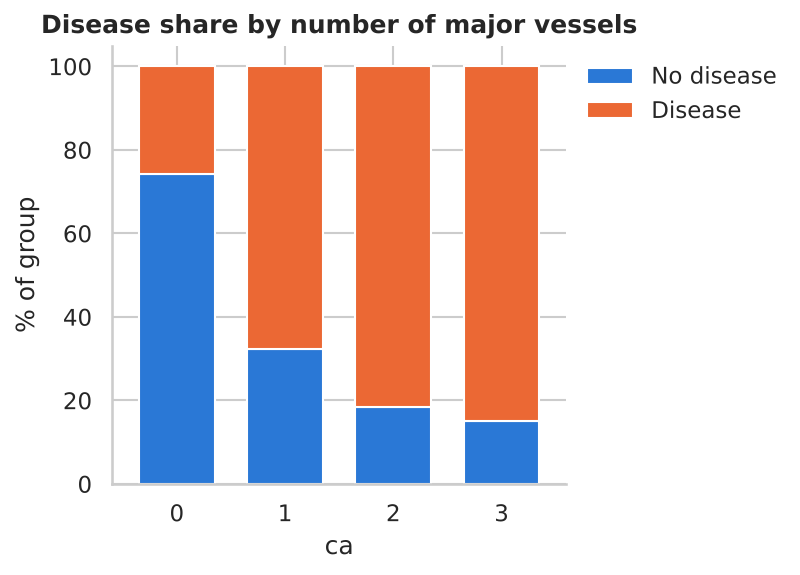 Disease share by number of major vessels
No disease
Disease
% of group
100
80
60
40
20
0
0 1 2 3
ca